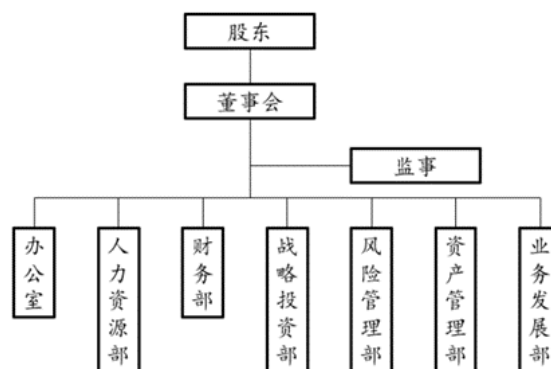 股东
董事会
监事
办公室
人力资源部
财务部
战略投资部
风险管理部
资产管理部
业务发展部